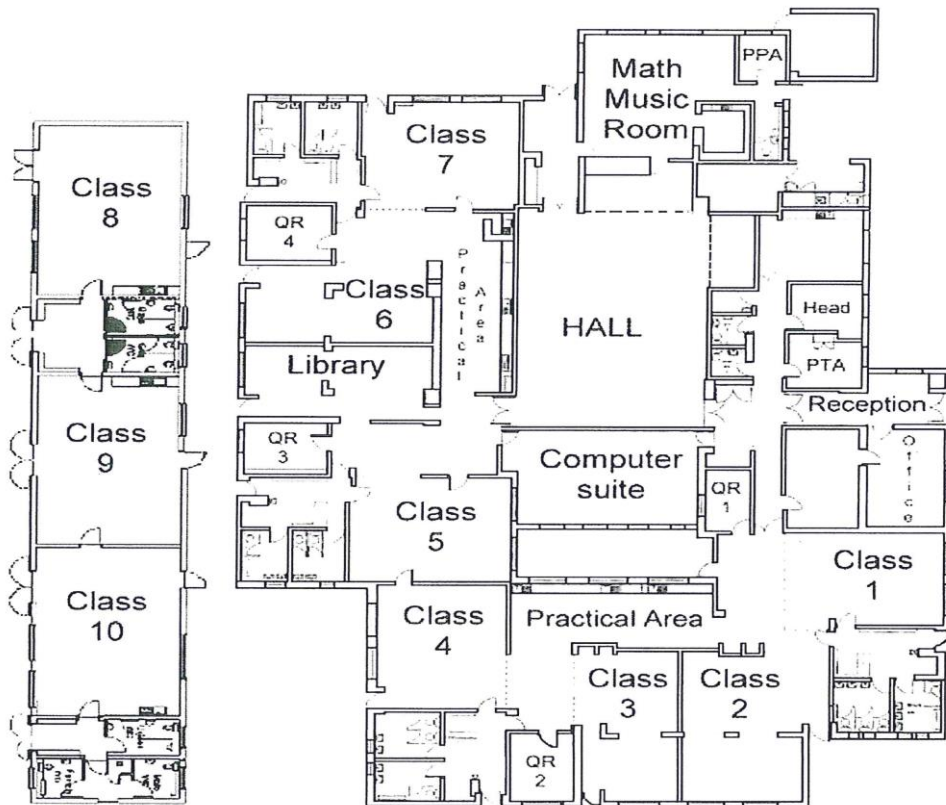 PPA
Math
Music
Room
Class
7
Class
8
QR
4
Practical
Area
Class
6
HALL
Head
Library
PTA
Reception
QR
3
Class
9
Computer
suite
Office
QR
1
Class
5
Class
10
Class
1
Class
4
Practical Area
Class
3
Class
2
QR
2